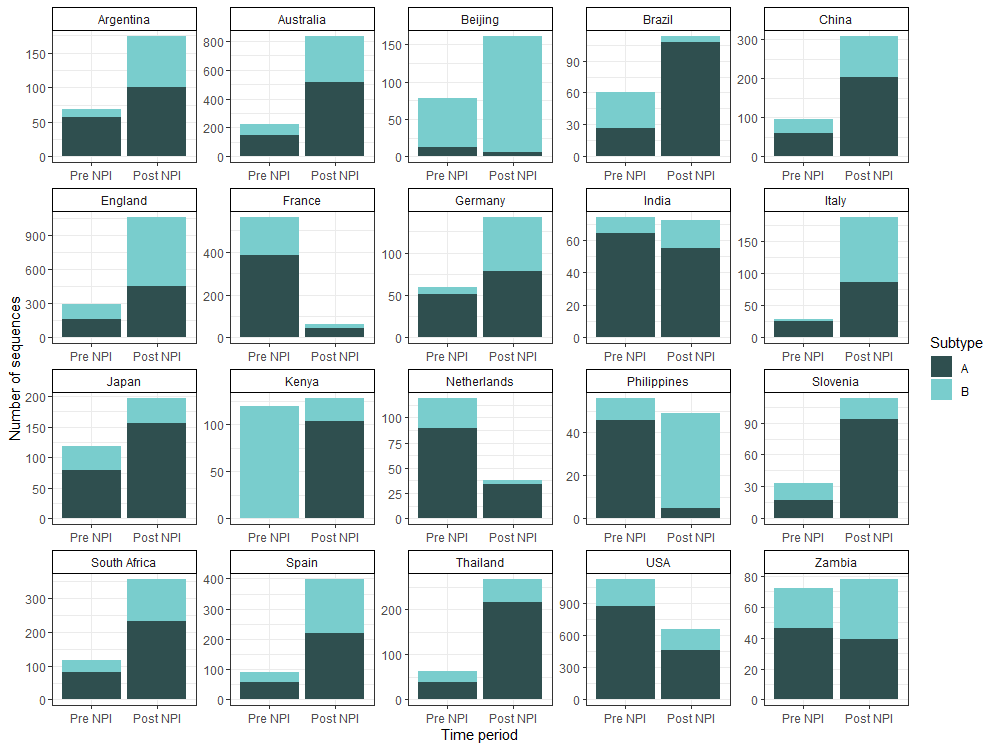 Argentina Australia Beijing Brazil China
150 100 50 0
800 600 400 200 0
150 100 50 0
90 60 30 0
300 200 100 0
Pre NPI Post NPI Pre NPI Post NPI Pre NPI Post NPI Pre NPI Post NPI Pre NPI Post NPI
England France Germany India Italy
900 600 300 0
400 200 0
100 50 0
60 40 20 0
150 100 50 0
Pre NPI Post NPI Pre NPI Post NPI Pre NPI Post NPI Pre NPI Post NPI Pre NPI Post NPI
Japan Kenya Netherlands Philippines Slovenia
200 150 100 50 0
100 50 0
100 75 50 25 0
40 20 0
90 60 30 0
Pre NPI Post NPI Pre NPI Post NPI Pre NPI Post NPI Pre NPI Post NPI Pre NPI Post NPI
South Africa Spain Thailand USA Zambia
300 200 100 0
400 300 200 100 0
200 100 0
900 600 300 0
80 60 40 20 0
Pre NPI Post NPI Pre NPI Post NPI Pre NPI Post NPI Pre NPI Post NPI Pre NPI Post NPI
Number of sequences
Time period
Subtype
A
B